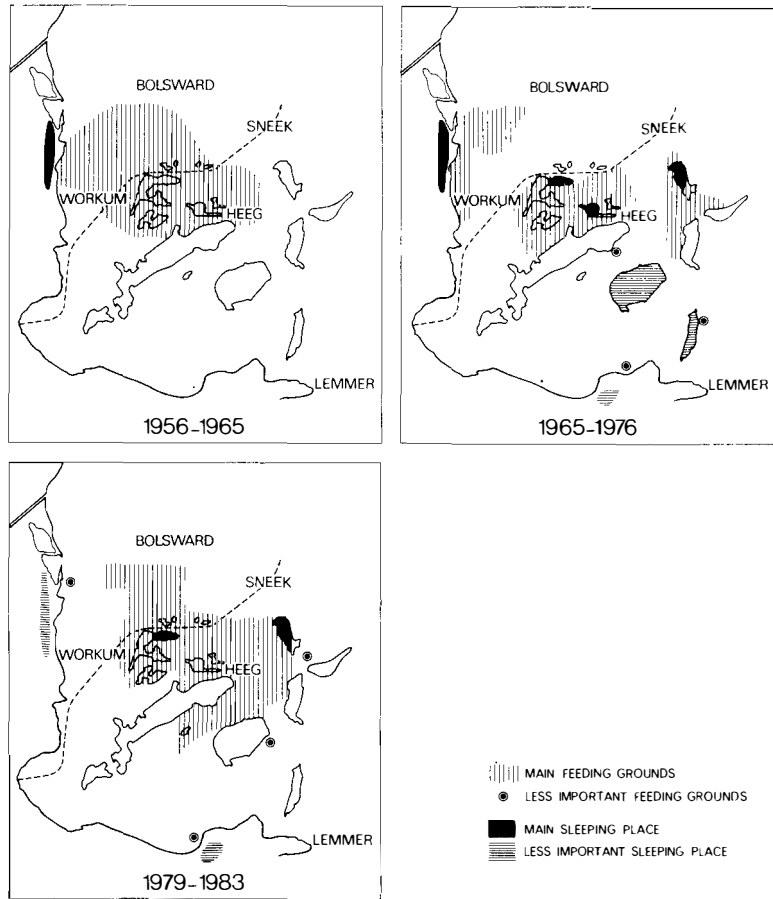 BOLSWARD
SNEEK
WORKUM
HEEG
LEMMER
1956-1965
BOLSWARD
SNEEK
WORKUM
HEEG
LEMMER
1965-1976
BOLSWARD
SNEEK
WORKUM
HEEG
LEMMER
1979-1983
MAIN FEEDING GROUNDS
LESS IMPORTANT FEEDING GROUNDS
MAIN SLEEPING PLACE
LESS IMPORTANT SLEEPING PLACE